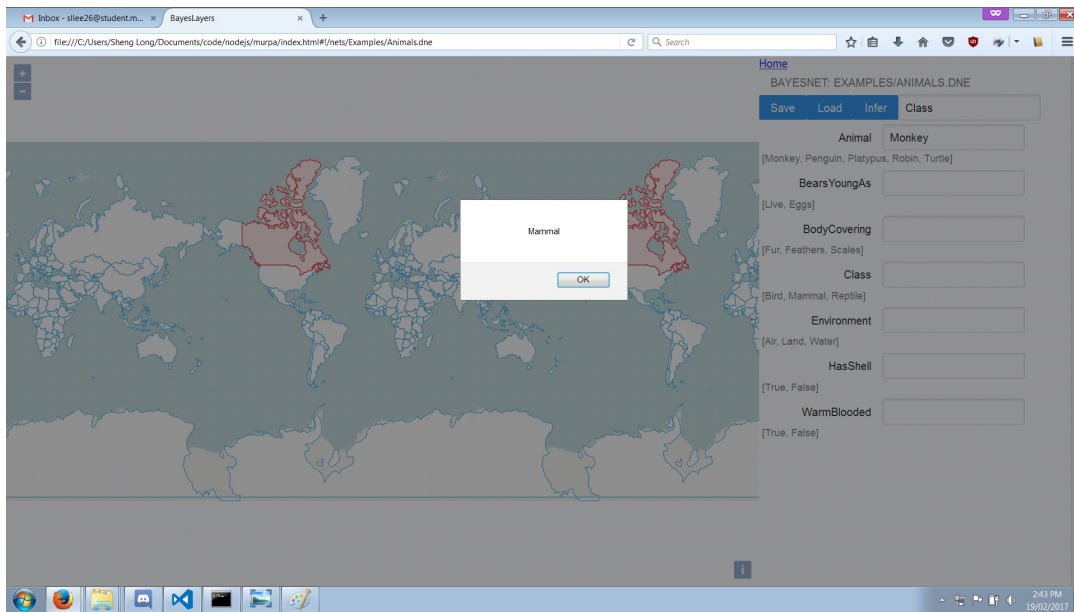 Inbox - sllee26@student.m...
BayesLayers
file:///C:/Users/Sheng Long/Documents/code/nodejs/murpa/index.html#!/nets/Examples/Animals.dne
Search
+
−
Home
BAYESNET: EXAMPLES/ANIMALS.DNE
Save Load Infer Class
Animal Monkey
[Monkey, Penguin, Platypus, Robin, Turtle]
BearsYoungAs
[Live, Eggs]
BodyCovering
[Fur, Feathers, Scales]
Class
[Bird, Mammal, Reptile]
Environment
[Air, Land, Water]
HasShell
[True, False]
WarmBlooded
[True, False]
Mammal
OK
i
2:43 PM
19/02/2017